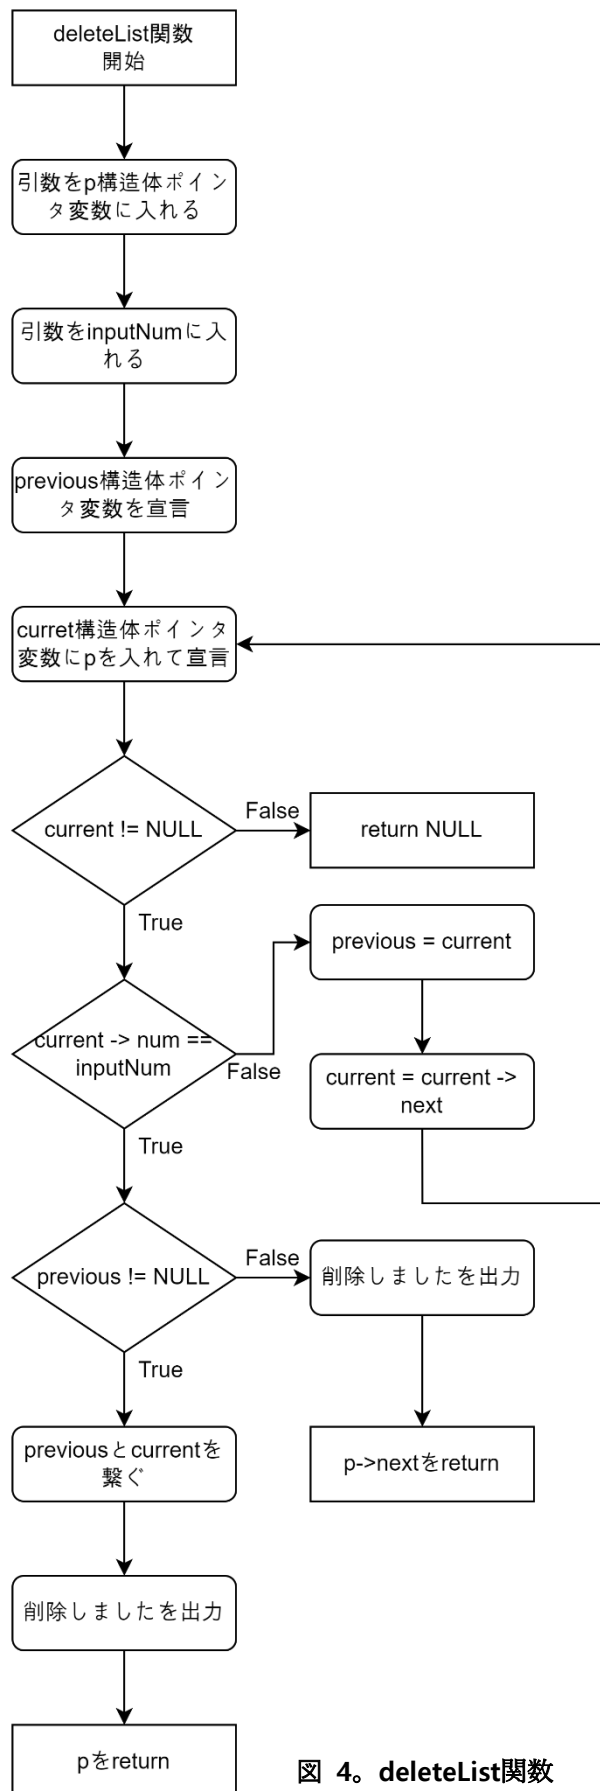 deleteList関数
開始
引数をp構造体ポイン
タ変数に入れる
引数をinputNumに入
れる
previous構造体ポイン
タ変数を宣言
curret構造体ポインタ
変数にpを入れて宣言
current != NULL
False
return NULL
True
previous = current
current -> num ==
inputNum
False
current = current ->
next
True
previous != NULL
False
削除しましたを出力
True
previousとcurrentを
繋ぐ
p->nextをreturn
削除しましたを出力
pをreturn
図 4。deleteList関数